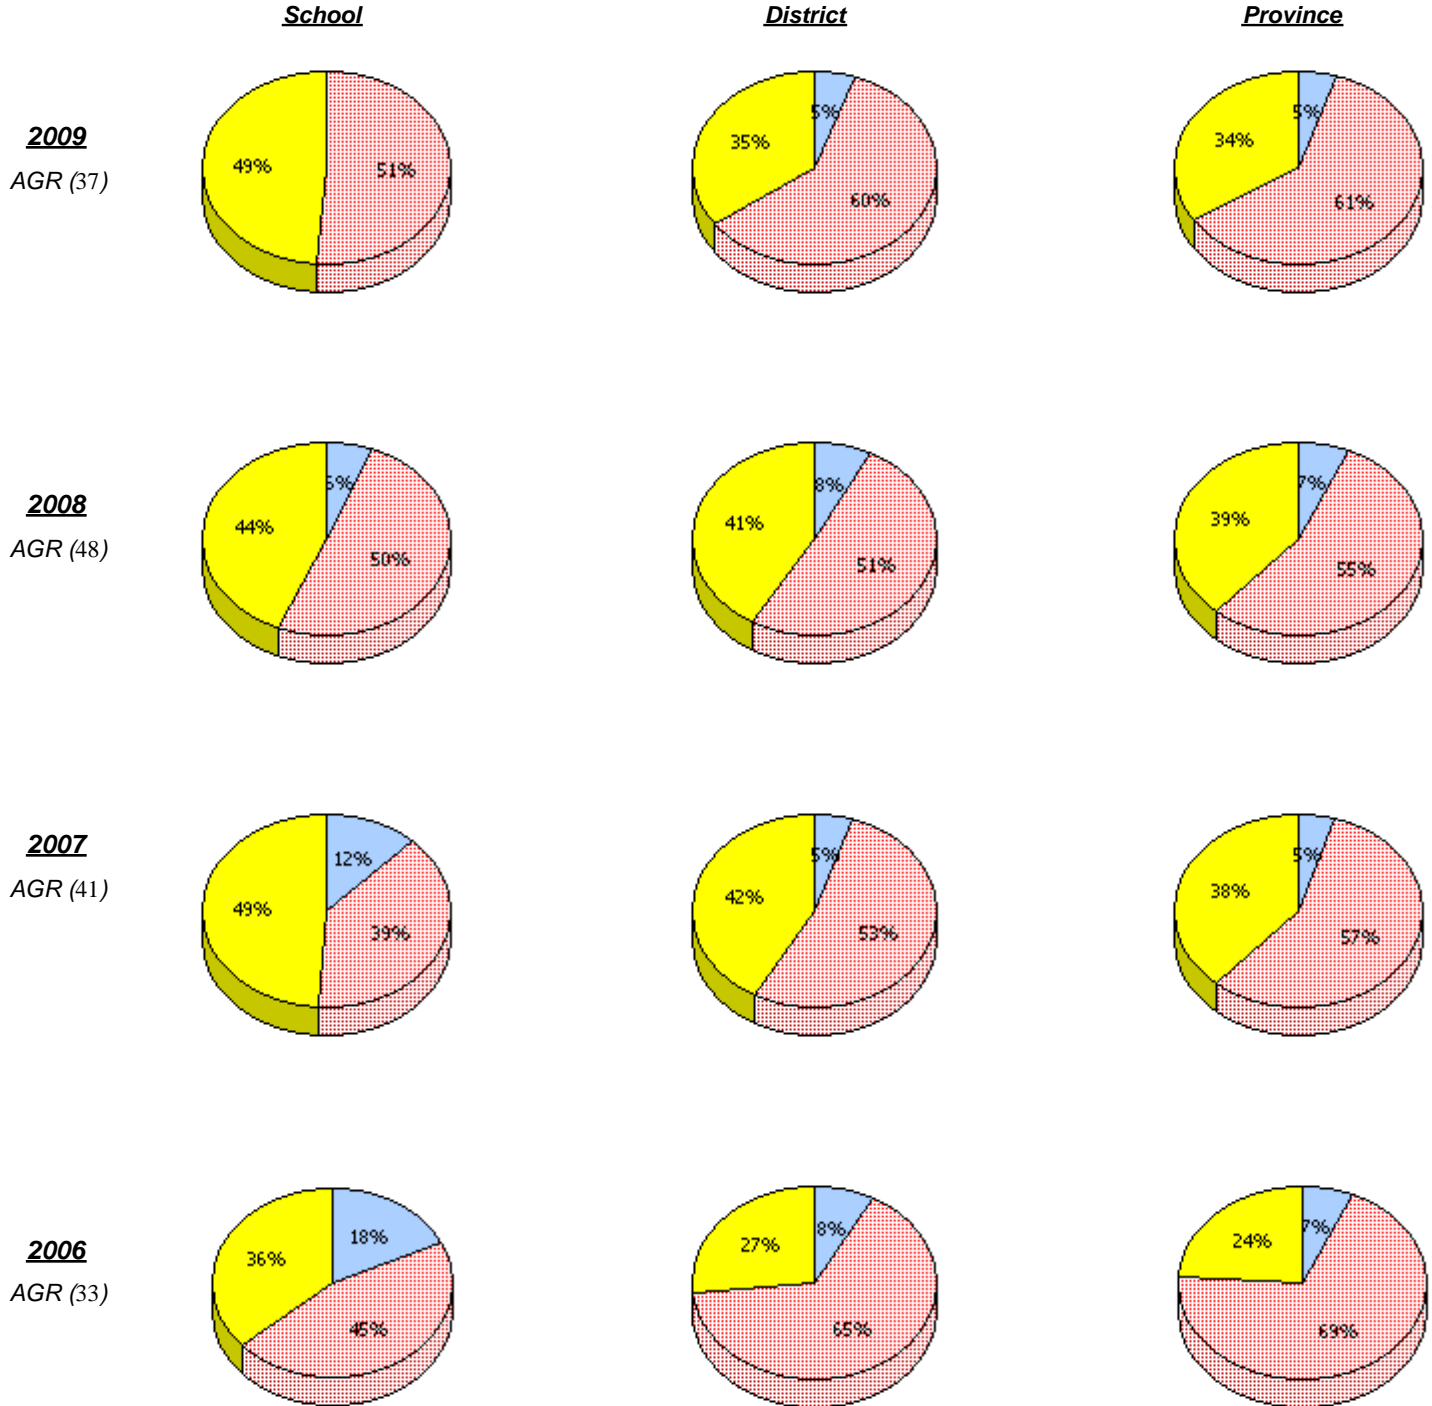 School District Province
2009
AGR (37)
49% 51%
35% 5% 60%
34% 5% 61%
2008
AGR (48)
44% 6% 50%
41% 8% 51%
39% 7% 55%
2007
AGR (41)
49% 12% 39%
42% 5% 53%
38% 5% 57%
2006
AGR (33)
36% 18% 45%
27% 8% 65%
24% 7% 69%